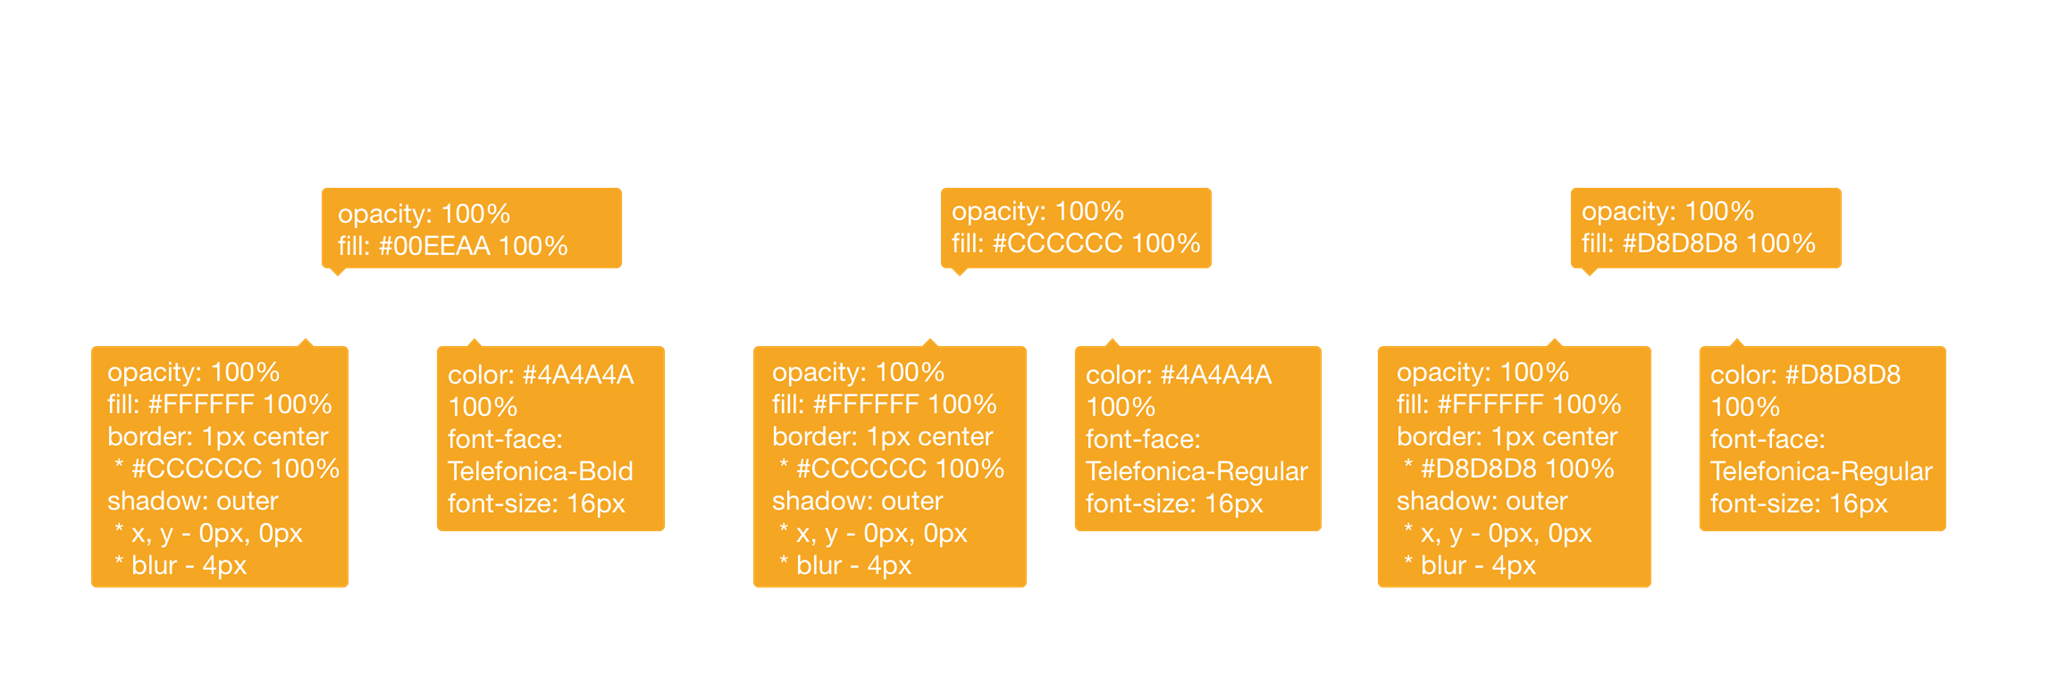 opacity: 100%
fill: #00EEAA 100%
opacity: 100%
fill: #CCCCCC 100%
opacity: 100%
fill: #D8D8D8 100%
opacity: 100%
fill: #FFFFFF 100%
border: 1px center
* #CCCCCC 100%
shadow: outer
* x, y - 0px, 0px
* blur - 4px
color: #4A4A4A
100%
font-face:
Telefonica-Bold
font-size: 16px
opacity: 100%
fill: #FFFFFF 100%
border: 1px center
* #CCCCCC 100%
shadow: outer
* x, y - 0px, 0px
* blur - 4px
color: #4A4A4A
100%
font-face:
Telefonica-Regular
font-size: 16px
opacity: 100%
fill: #FFFFFF 100%
border: 1px center
* #D8D8D8 100%
shadow: outer
* x, y - 0px, 0px
* blur - 4px
color: #D8D8D8
100%
font-face:
Telefonica-Regular
font-size: 16px